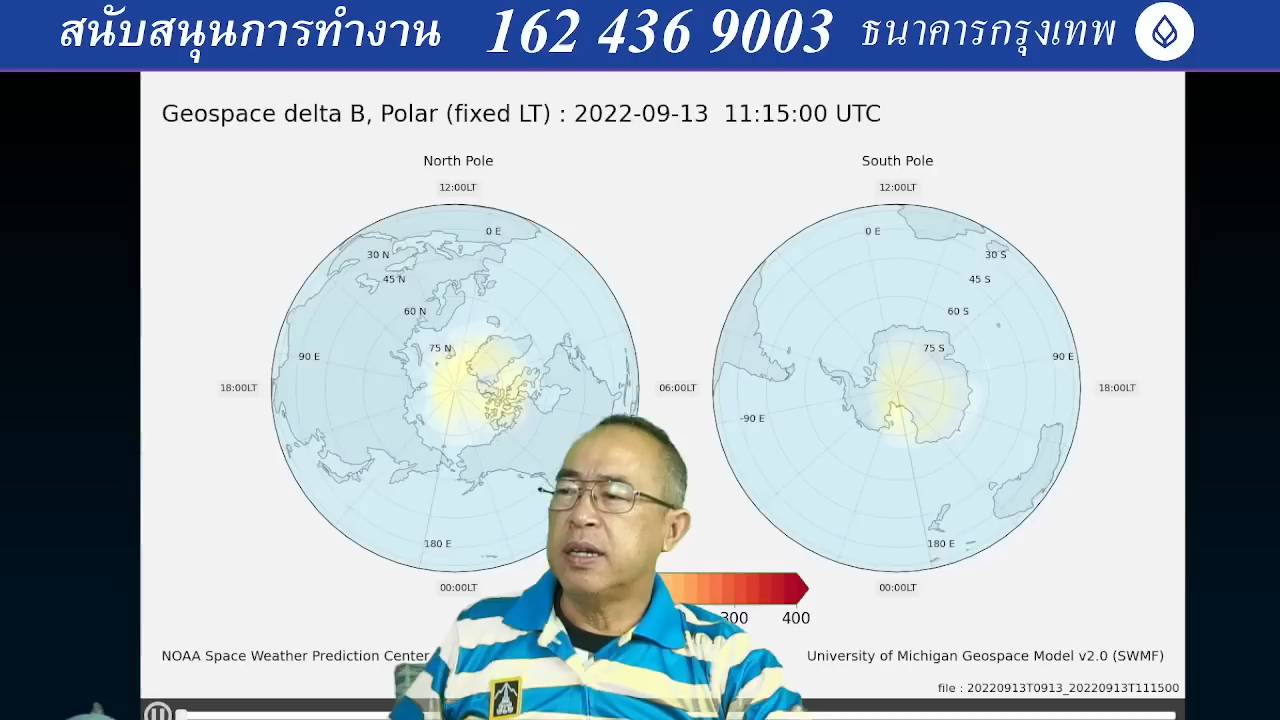 สนับสนุนการทำงาน 162 436 9003 ธนาคารกรุงเทพ
Geospace delta B, Polar (fixed LT) : 2022-09-13 11:15:00 UTC
North Pole
South Pole
12:00LT
12:00LT
0 E
0 E
30 N
30 S
45 N
45 S
60 N
60 S
75 N
75 S
90 E
90 E
18:00LT
06:00LT
18:00LT
-90 E
180 E
180 E
00:00LT
00:00LT
300
400
NOAA Space Weather Prediction Center
University of Michigan Geospace Model v2.0 (SWMF)
file : 20220913T0913_20220913T111500